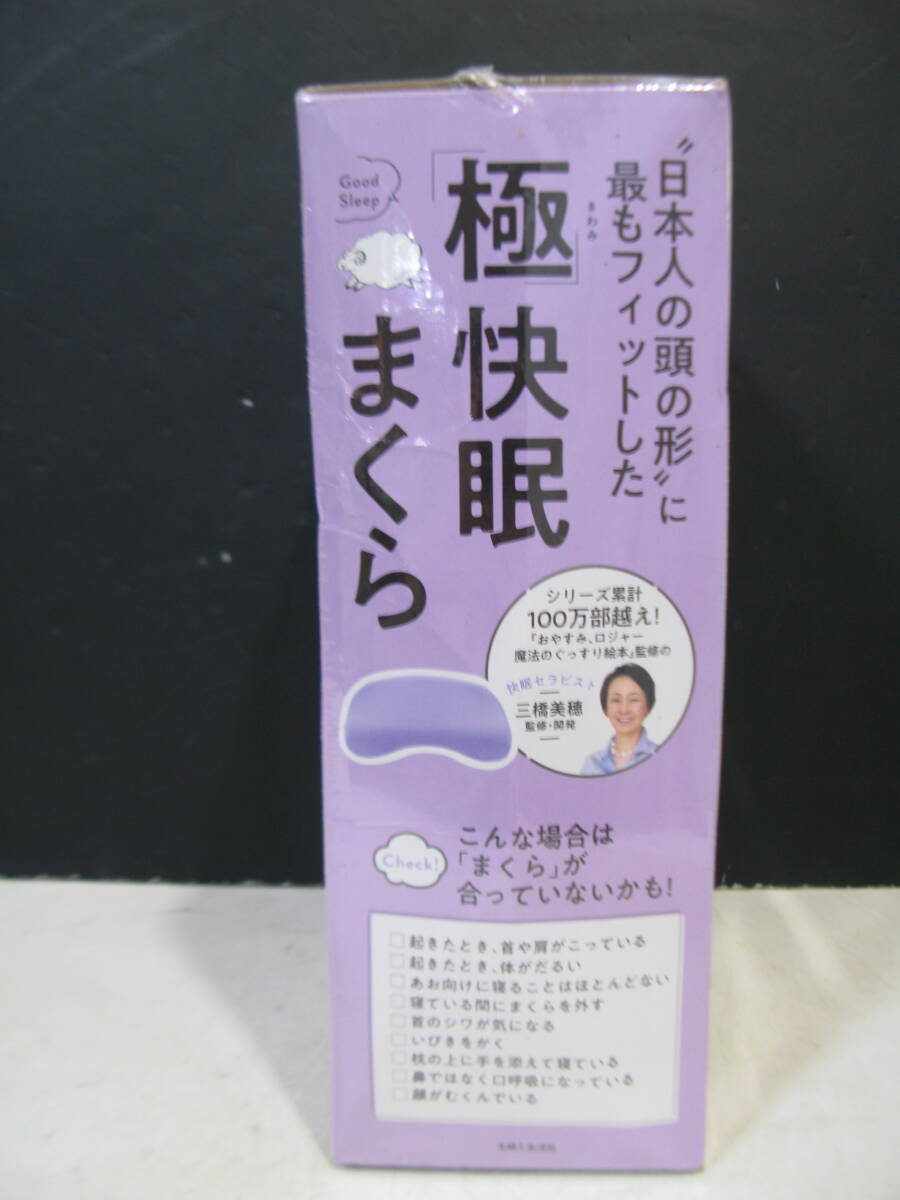 〝日本人の頭の形〟に
最もフィットした
「極」快眠
きわみ
まくら
Good
Sleep
シリーズ累計
100万部越え!
『おやすみ、ロジャー
魔法のぐっすり絵本』監修の
快眠セラピスト
三橋美穂
監修・開発
Check!
こんな場合は
「まくら」が
合っていないかも!
□起きたとき、首や肩がこっている
□起きたとき、体がだるい
□あお向けに寝ることはほとんどない
□寝ている間にまくらを外す
□首のシワが気になる
□いびきをかく
□枕の上に手を添えて寝ている
□鼻ではなく口呼吸になっている
□顔がむくんでいる
主婦と生活社